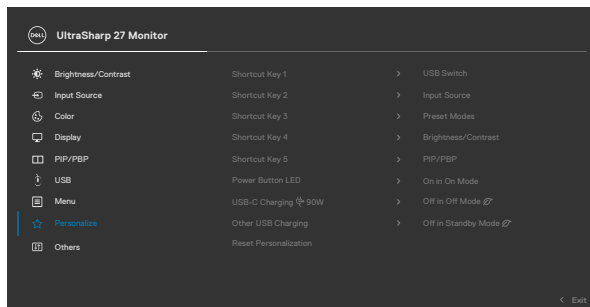 DELL UltraSharp 27 Monitor
Brightness/Contrast Shortcut Key 1 > USB Switch
Input Source Shortcut Key 2 > Input Source
Color Shortcut Key 3 > Preset Modes
Display Shortcut Key 4 > Brightness/Contrast
PIP/PBP Shortcut Key 5 > PIP/PBP
USB Power Button LED > On in On Mode
Menu USB-C Charging 90W > Off in Off Mode
Personalize Other USB Charging > Off in Standby Mode
Others Reset Personalization
< Exit